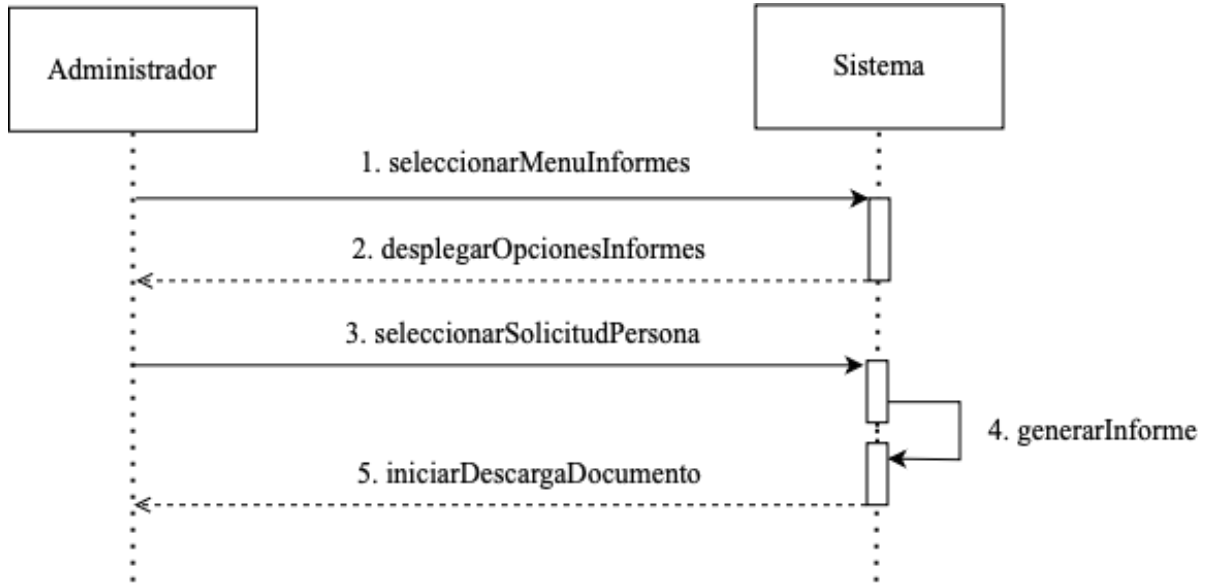 Administrador
Sistema
1. seleccionarMenuInformes
2. desplegarOpcionesInformes
3. seleccionarSolicitudPersona
4. generarInforme
5. iniciarDescargaDocumento